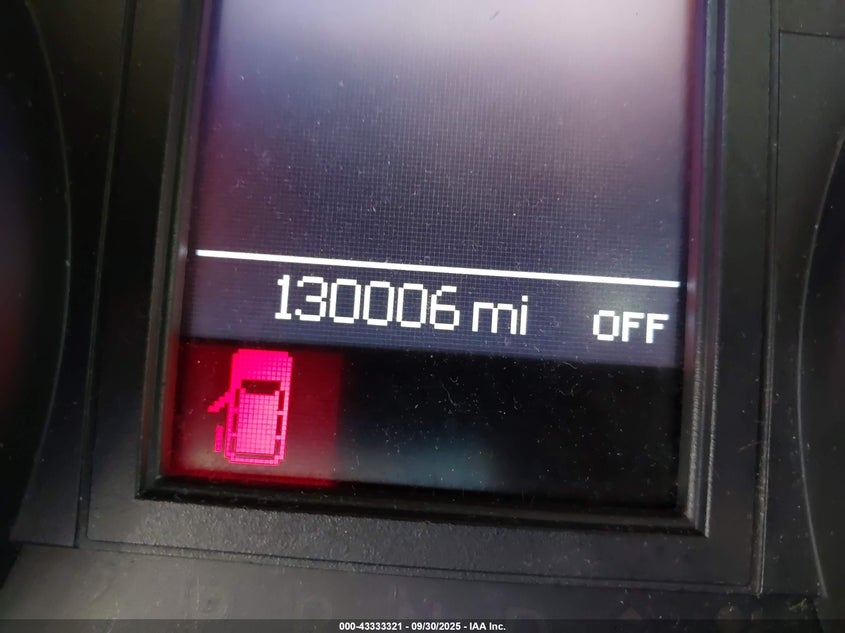 130006 mi OFF
000-43333321 - 09/30/2025 - IAA Inc.